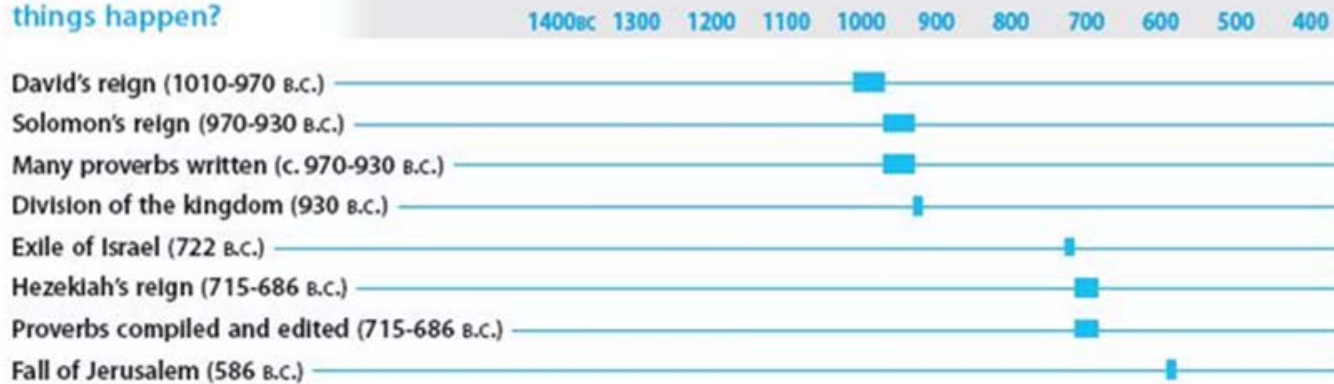 things happen? 1400BC 1300 1200 1100 1000 900 800 700 600 500 400
David's reign (1010-970 B.C.)
Solomon's reign (970-930 B.C.)
Many proverbs written (c. 970-930 B.C.)
Division of the kingdom (930 B.C.)
Exile of Israel (722 B.C.)
Hezekiah's reign (715-686 B.C.)
Proverbs compiled and edited (715-686 B.C.)
Fall of Jerusalem (586 B.C.)